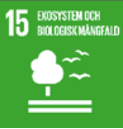 15 EKOSYSTEM OCH
BIOLOGISK MÅNGFALD